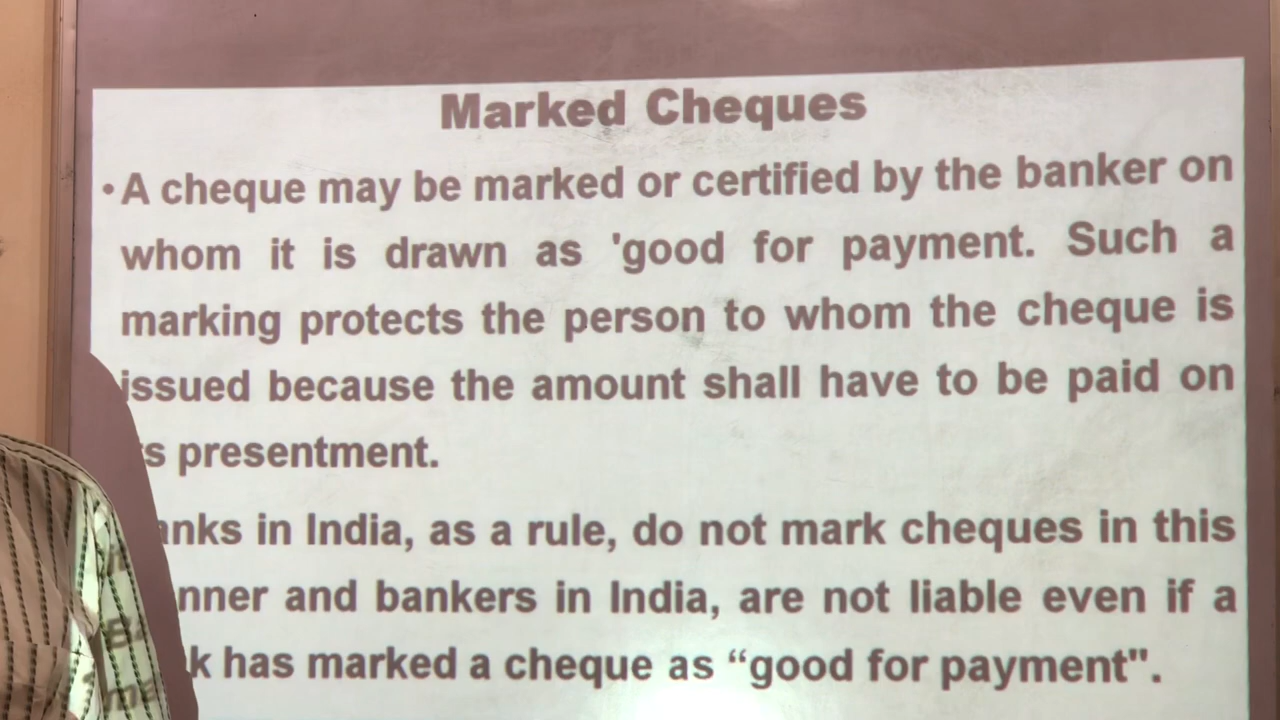 Marked Cheques
• A cheque may be marked or certified by the banker on
whom it is drawn as 'good for payment. Such a
marking protects the person to whom the cheque is
issued because the amount shall have to be paid on
presentment.
in India, as a rule, do not mark cheques in this
and bankers in India, are not liable even if a
has marked a cheque as “good for payment".